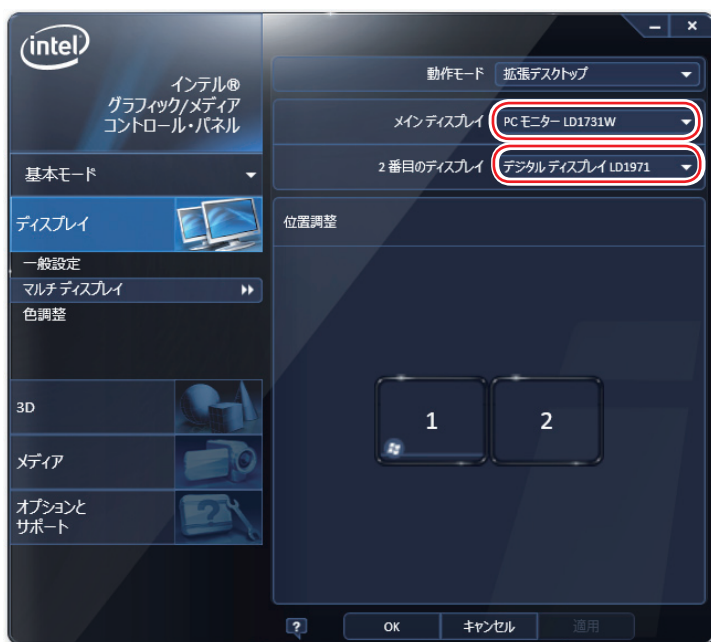 intel
インテル®
グラフィック/メディア
コントロール・パネル
基本モード
ディスプレイ
一般設定
マルチ ディスプレイ
色調整
3D
メディア
オプションと
サポート
動作モード 拡張デスクトップ
メイン ディスプレイ PC モニター LD1731W
2 番目のディスプレイ デジタル ディスプレイ LD1971
位置調整
1 2
?
OK キャンセル 適用